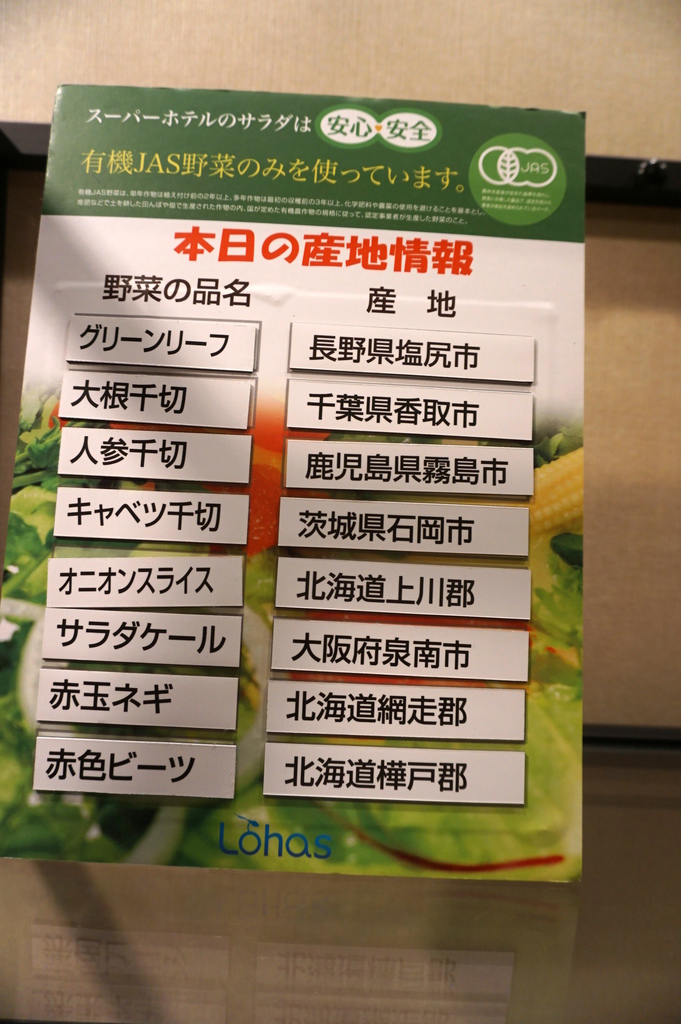 スーパーホテルのサラダは 安心・安全
有機JAS野菜のみを使っています。
JAS
本日の産地情報
野菜の品名 産地
グリーンリーフ 長野県塩尻市
大根千切 千葉県香取市
人参千切 鹿児島県霧島市
キャベツ千切 茨城県石岡市
オニオンスライス 北海道上川郡
サラダケール 大阪府泉南市
赤玉ネギ 北海道網走郡
赤色ビーツ 北海道樺戸郡
Lohas